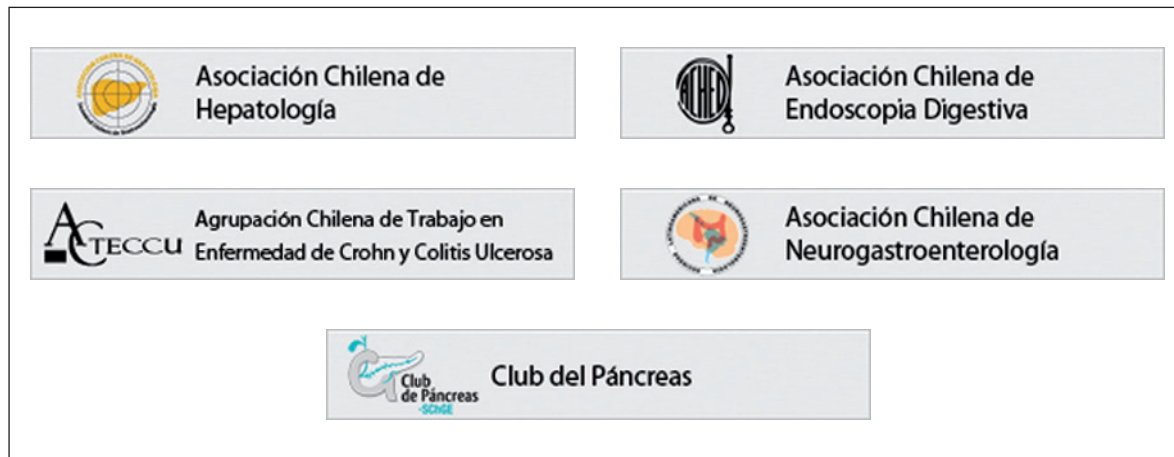 Asociación Chilena de
Hepatología
ACHED
Asociación Chilena de
Endoscopia Digestiva
ACTECCU
Agrupación Chilena de Trabajo en
Enfermedad de Crohn y Colitis Ulcerosa
Asociación Chilena de
Neurogastroenterología
Club
de Páncreas
-SChGE
Club del Páncreas